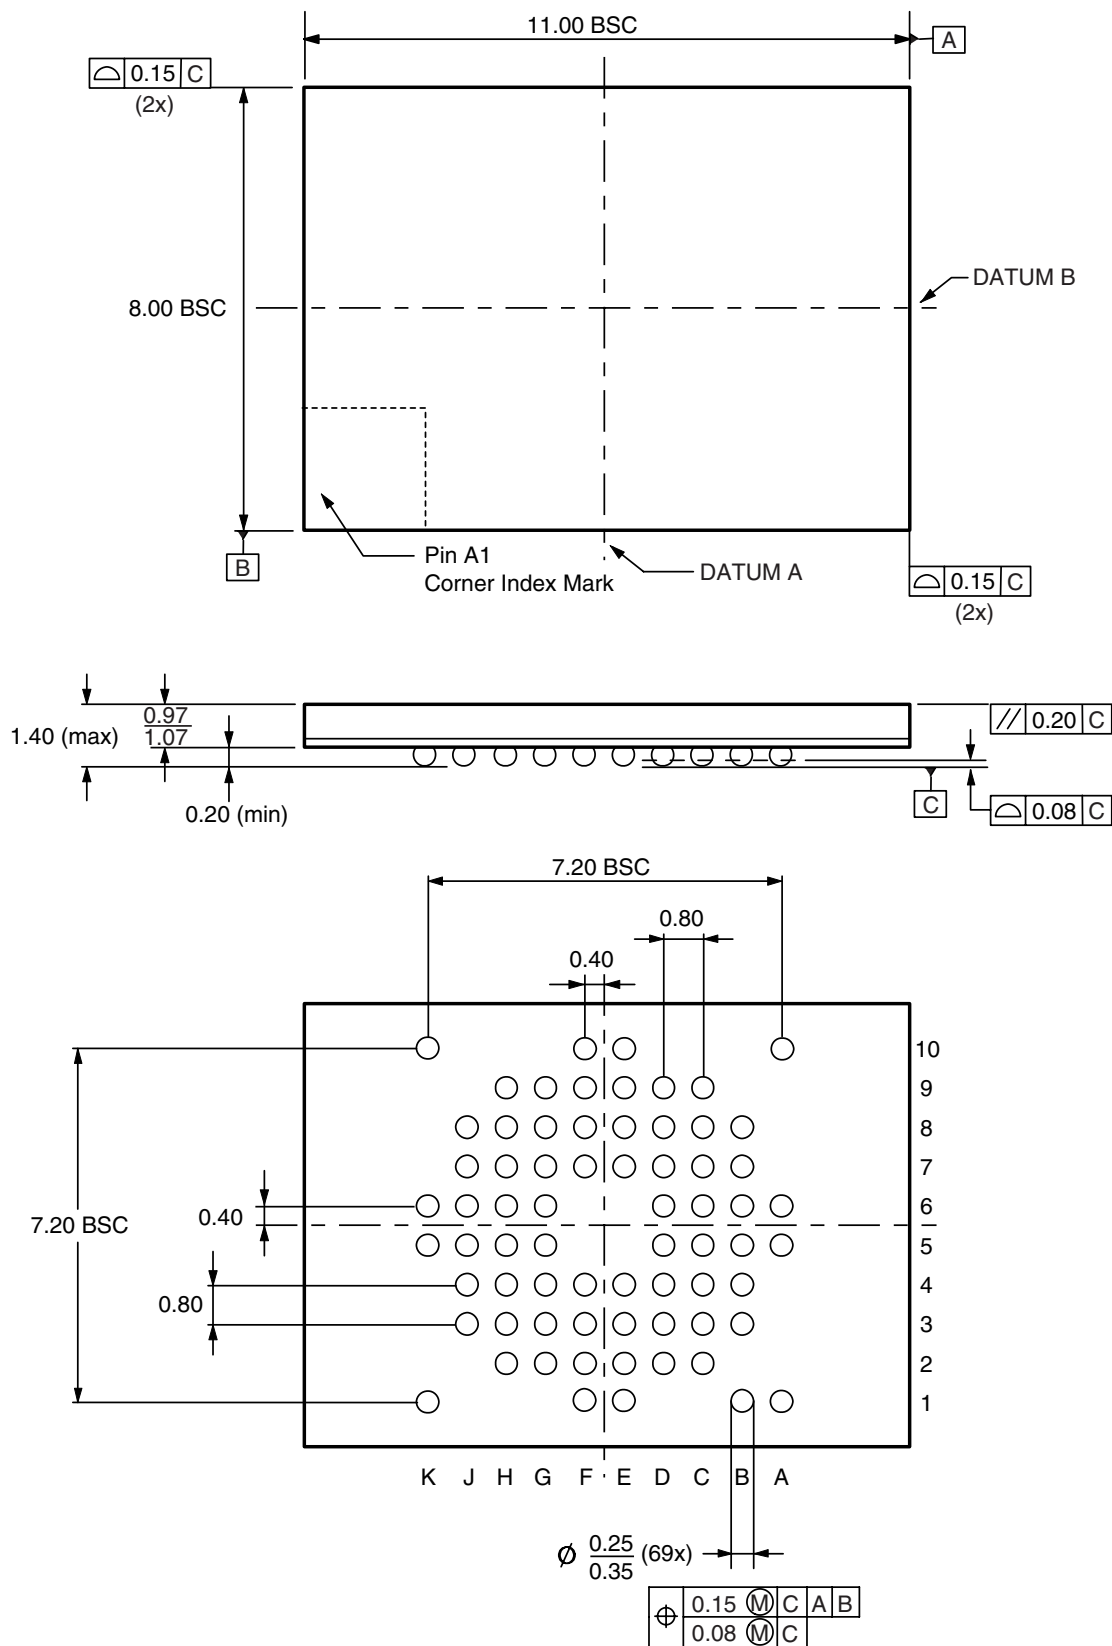 11.00 BSC
A
⌓ 0.15 C
(2x)
8.00 BSC
DATUM B
B
Pin A1
Corner Index Mark
DATUM A
⌓ 0.15 C
(2x)
1.40 (max)
0.97
1.07
0.20 (min)
// 0.20 C
C
⌓ 0.08 C
7.20 BSC
0.80
0.40
10
9
8
7
6
5
4
3
2
1
7.20 BSC
0.40
0.80
K J H G F E D C B A
Ø 0.25 (69x)
0.35
⌖ 0.15 Ⓜ C A B
0.08 Ⓜ C